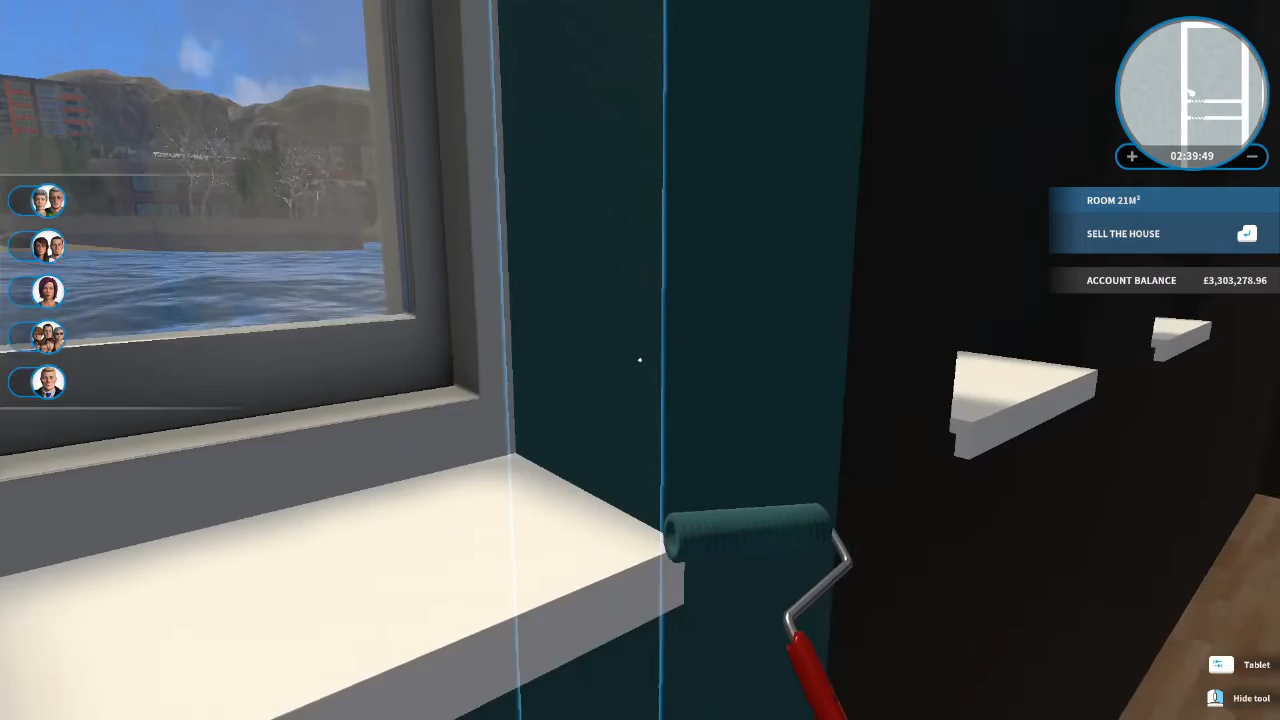 02:39:49
ROOM 21M²
SELL THE HOUSE
ACCOUNT BALANCE £3,303,278.96
Tablet
Hide tool